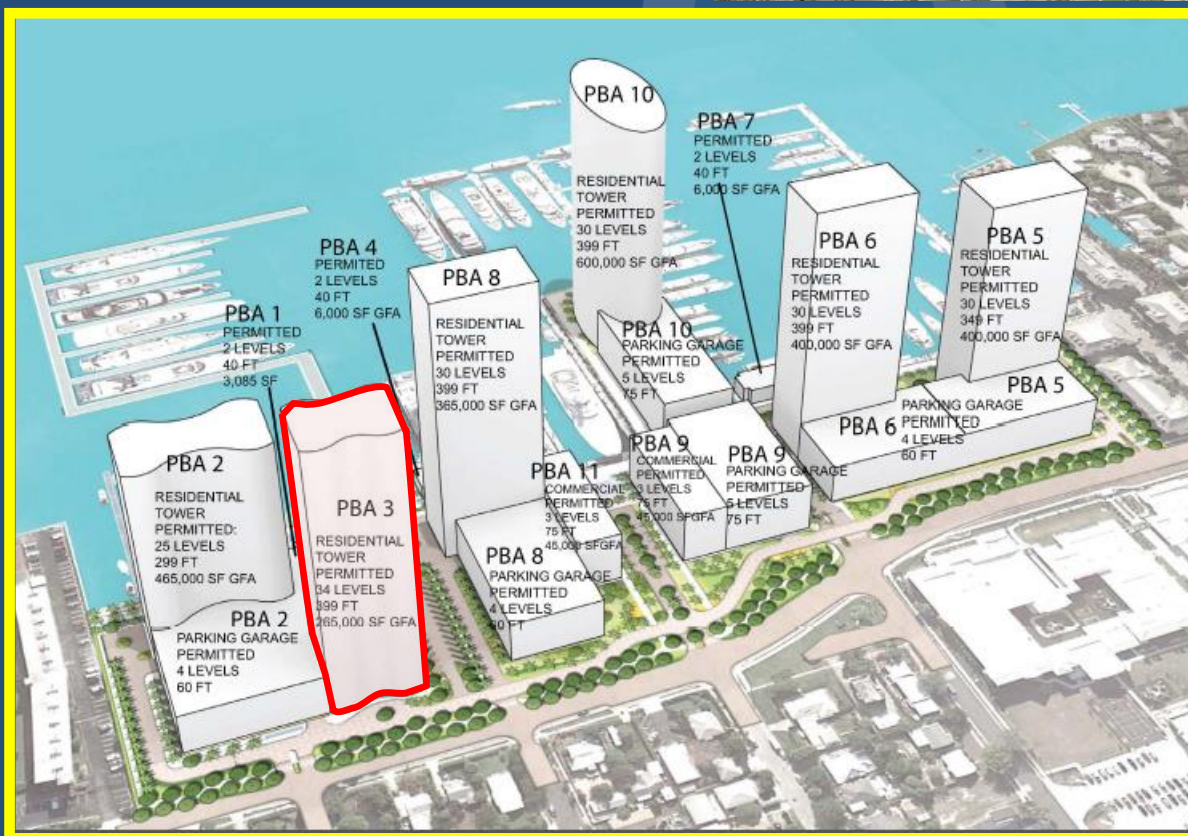 PBA 10
RESIDENTIAL
TOWER
PERMITTED
30 LEVELS
399 FT
600,000 SF GFA
PBA 7
PERMITTED
2 LEVELS
40 FT
6,000 SF GFA
PBA 4
PERMITED
2 LEVELS
40 FT
6,000 SF GFA
PBA 1
PERMITTED
2 LEVELS
40 FT
3,085 SF
PBA 8
RESIDENTIAL
TOWER
PERMITTED
30 LEVELS
399 FT
365,000 SF GFA
PBA 6
RESIDENTIAL
TOWER
PERMITTED
30 LEVELS
399 FT
400,000 SF GFA
PBA 5
RESIDENTIAL
TOWER
PERMITTED
30 LEVELS
349 FT
400,000 SF GFA
PBA 10
PARKING GARAGE
PERMITTED
5 LEVELS
75 FT
PBA 5
PBA 6
PARKING GARAGE
PERMITTED
4 LEVELS
60 FT
PBA 9
COMMERCIAL
PERMITTED
3 LEVELS
75 FT
45,000 SFGFA
PBA 9
PARKING GARAGE
PERMITTED
5 LEVELS
75 FT
PBA 11
COMMERCIAL
PERMITTED
3 LEVELS
75 FT
45,000 SFGFA
PBA 2
RESIDENTIAL
TOWER
PERMITTED:
25 LEVELS
299 FT
465,000 SF GFA
PBA 3
RESIDENTIAL
TOWER
PERMITTED
34 LEVELS
399 FT
265,000 SF GFA
PBA 8
PARKING GARAGE
PERMITTED
4 LEVELS
60 FT
PBA 2
PARKING GARAGE
PERMITTED
4 LEVELS
60 FT